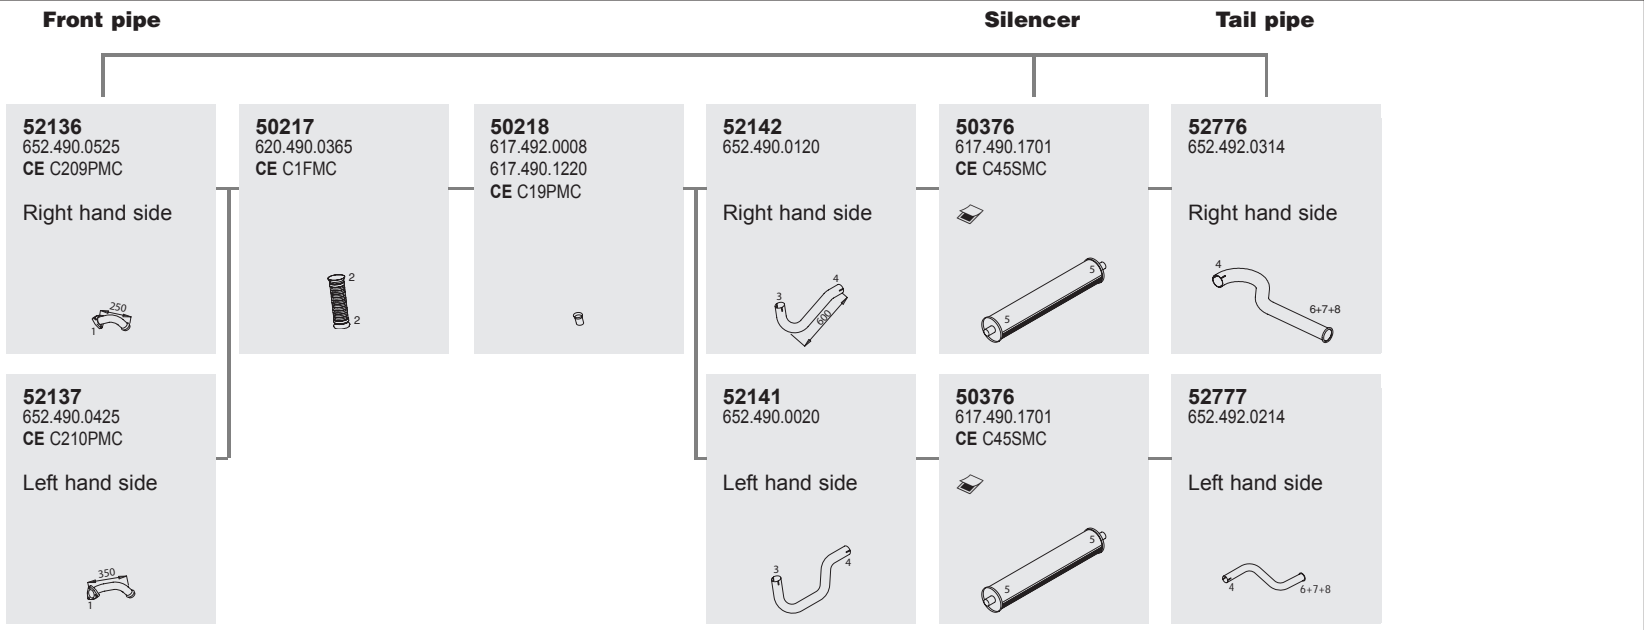 Front pipe
Silencer
Tail pipe
52136
652.490.0525
CE C209PMC
Right hand side
250
1
50217
620.490.0365
CE C1FMC
2
2
50218
617.492.0008
617.490.1220
CE C19PMC
52142
652.490.0120
Right hand side
4
3
600
50376
617.490.1701
CE C45SMC
5
5
52776
652.492.0314
Right hand side
4
6+7+8
52137
652.490.0425
CE C210PMC
Left hand side
350
1
52141
652.490.0020
Left hand side
3
4
50376
617.490.1701
CE C45SMC
5
5
52777
652.492.0214
Left hand side
4
6+7+8